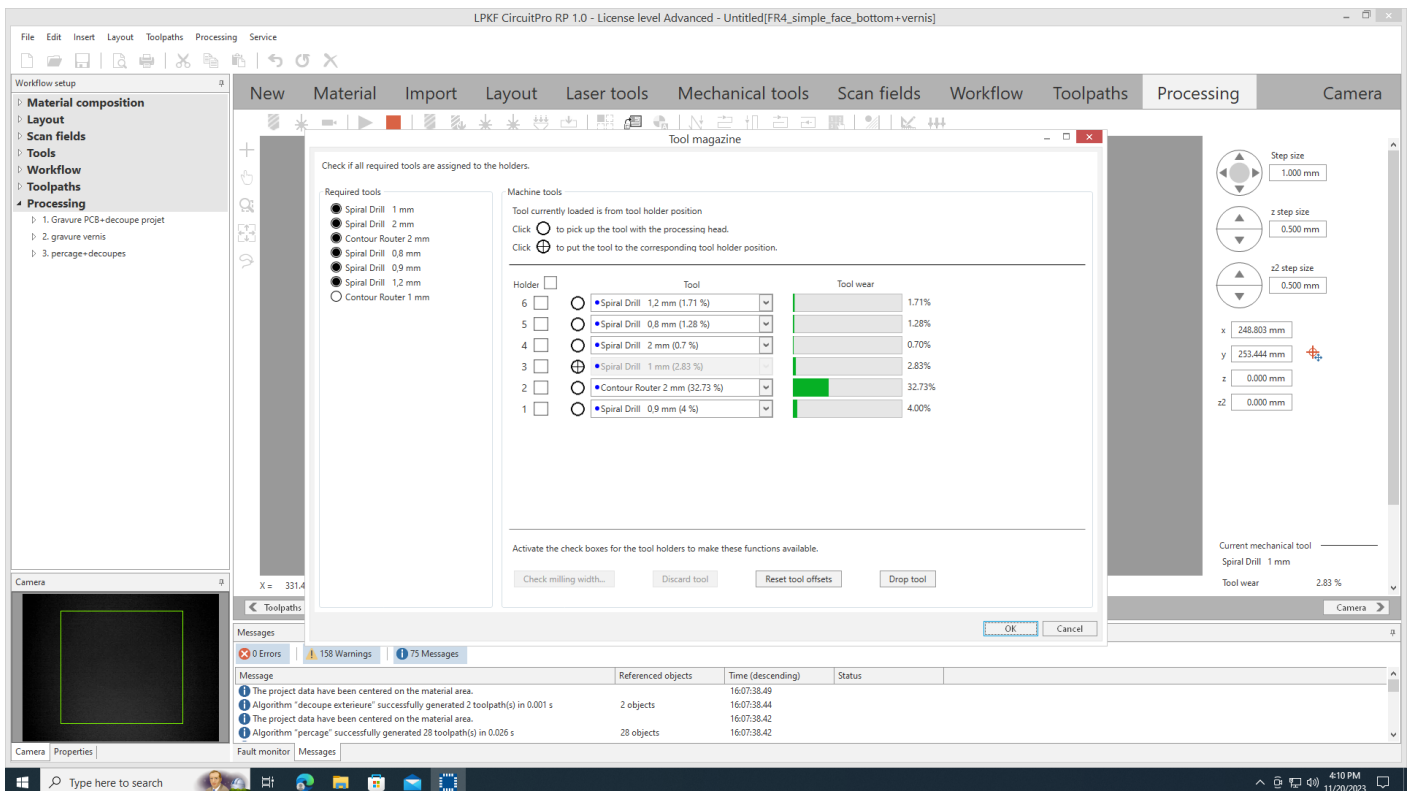 LPKF CircuitPro RP 1.0 - License level Advanced - Untitled[FR4_simple_face_bottom+vernis]
File Edit Insert Layout Toolpaths Processing Service
Workflow setup
Material composition
Layout
Scan fields
Tools
Workflow
Toolpaths
Processing
1. Gravure PCB+decoupe projet
2. gravure vernis
3. percage+decoupes
New Material Import Layout Laser tools Mechanical tools Scan fields Workflow Toolpaths Processing Camera
Tool magazine
Check if all required tools are assigned to the holders.
Required tools
Spiral Drill 1 mm
Spiral Drill 2 mm
Contour Router 2 mm
Spiral Drill 0,8 mm
Spiral Drill 0,9 mm
Spiral Drill 1,2 mm
Contour Router 1 mm
Machine tools
Tool currently loaded is from tool holder position
Click to pick up the tool with the processing head.
Click to put the tool to the corresponding tool holder position.
Holder Tool Tool wear
6 Spiral Drill 1,2 mm (1.71 %) 1.71%
5 Spiral Drill 0,8 mm (1.28 %) 1.28%
4 Spiral Drill 2 mm (0.7 %) 0.70%
3 Spiral Drill 1 mm (2.83 %) 2.83%
2 Contour Router 2 mm (32.73 %) 32.73%
1 Spiral Drill 0,9 mm (4 %) 4.00%
Activate the check boxes for the tool holders to make these functions available.
Check milling width... Discard tool Reset tool offsets Drop tool
OK Cancel
Step size
1.000 mm
z step size
0.500 mm
z2 step size
0.500 mm
x 248.803 mm
y 253.444 mm
z 0.000 mm
z2 0.000 mm
Current mechanical tool
Spiral Drill 1 mm
Tool wear 2.83 %
X = 331.4
Toolpaths
Camera
Camera
Camera Properties
Messages
0 Errors 158 Warnings 75 Messages
Message Referenced objects Time (descending) Status
The project data have been centered on the material area. 16:07:38.49
Algorithm "decoupe exterieure" successfully generated 2 toolpath(s) in 0.001 s 2 objects 16:07:38.44
The project data have been centered on the material area. 16:07:38.42
Algorithm "percage" successfully generated 28 toolpath(s) in 0.026 s 28 objects 16:07:38.42
Fault monitor Messages
Type here to search
4:10 PM
11/20/2023